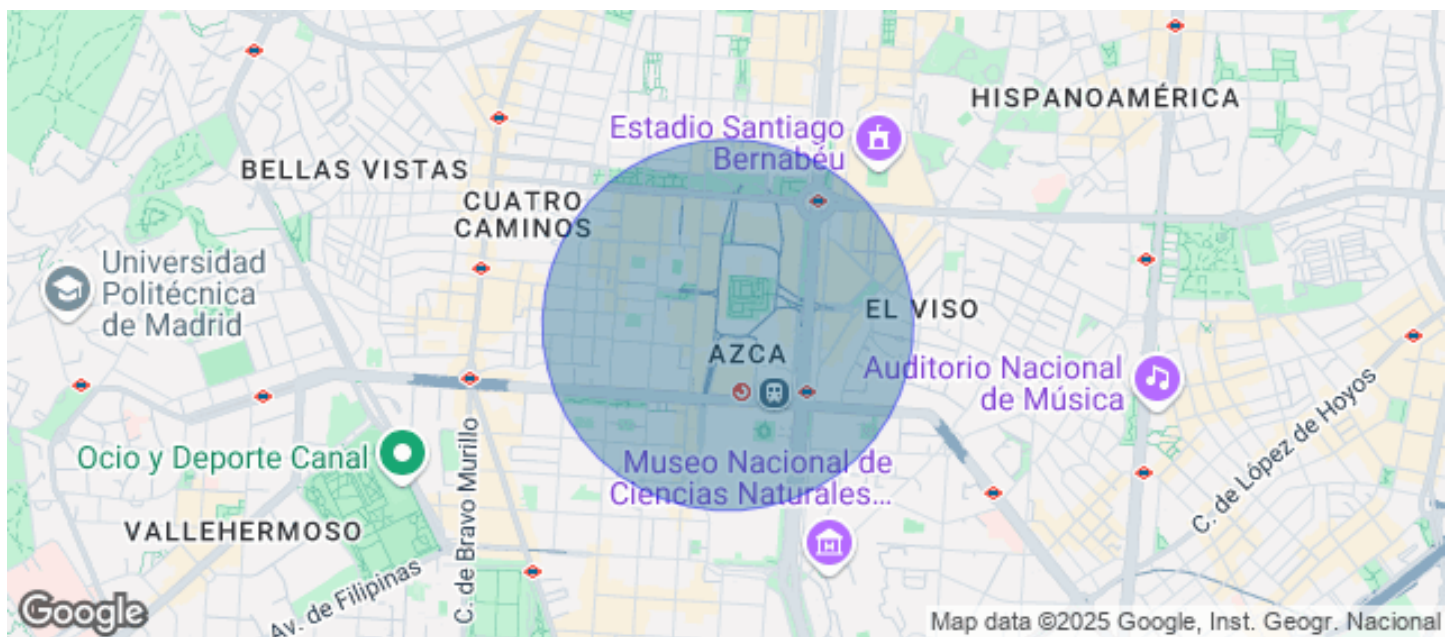 HISPANOAMÉRICA
Estadio Santiago
Bernabéu
BELLAS VISTAS
CUATRO
CAMINOS
Universidad
Politécnica
de Madrid
EL VISO
AZCA
Auditorio Nacional
de Música
Ocio y Deporte Canal
Museo Nacional de
Ciencias Naturales...
C. de López de Hoyos
C. de Bravo Murillo
VALLEHERMOSO
Av. de Filipinas
Google
Map data ©2025 Google, Inst. Geogr. Nacional